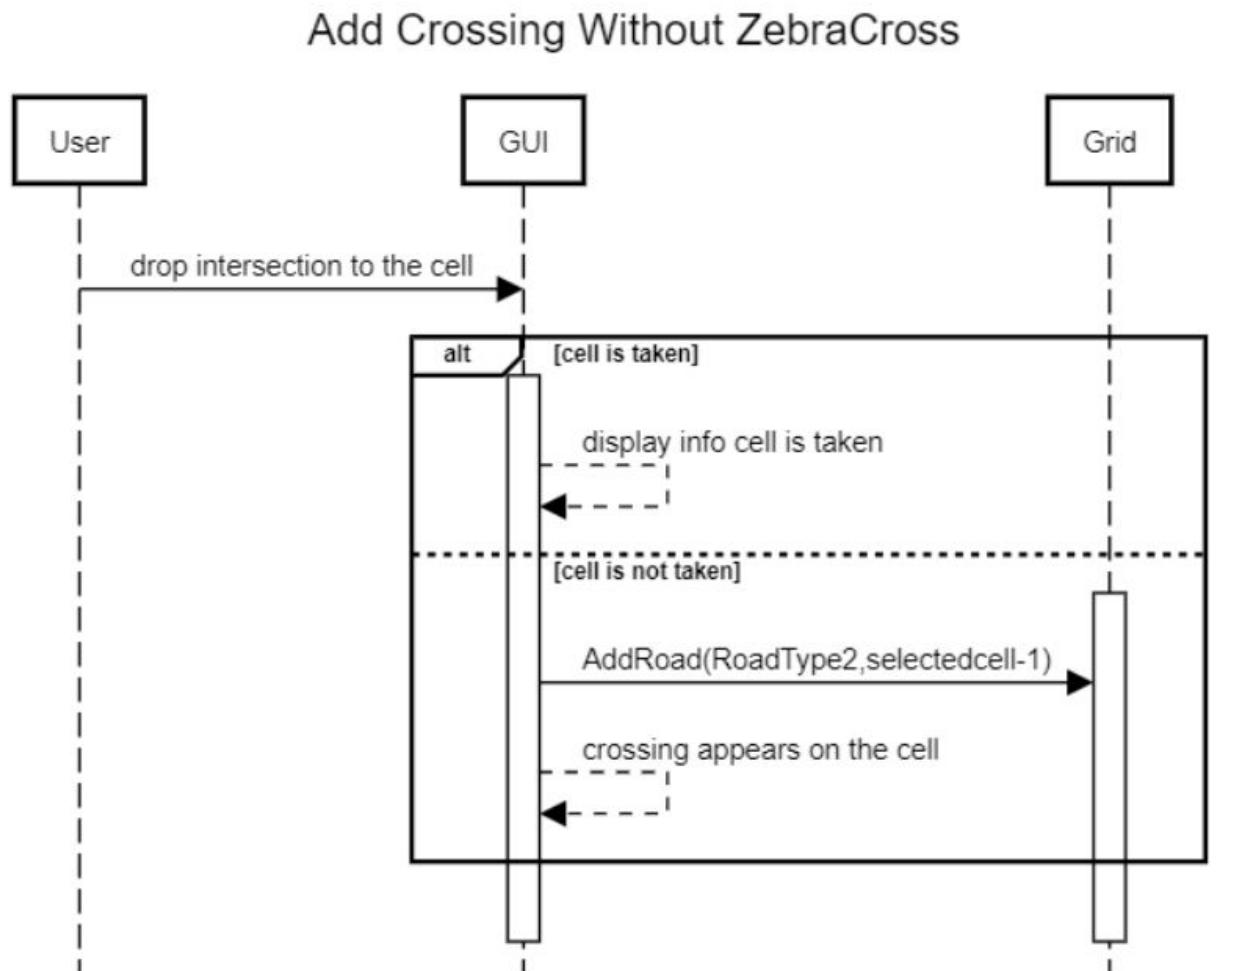 Add Crossing Without ZebraCross
User
GUI
Grid
drop intersection to the cell
alt
[cell is taken]
display info cell is taken
[cell is not taken]
AddRoad(RoadType2,selectedcell-1)
crossing appears on the cell